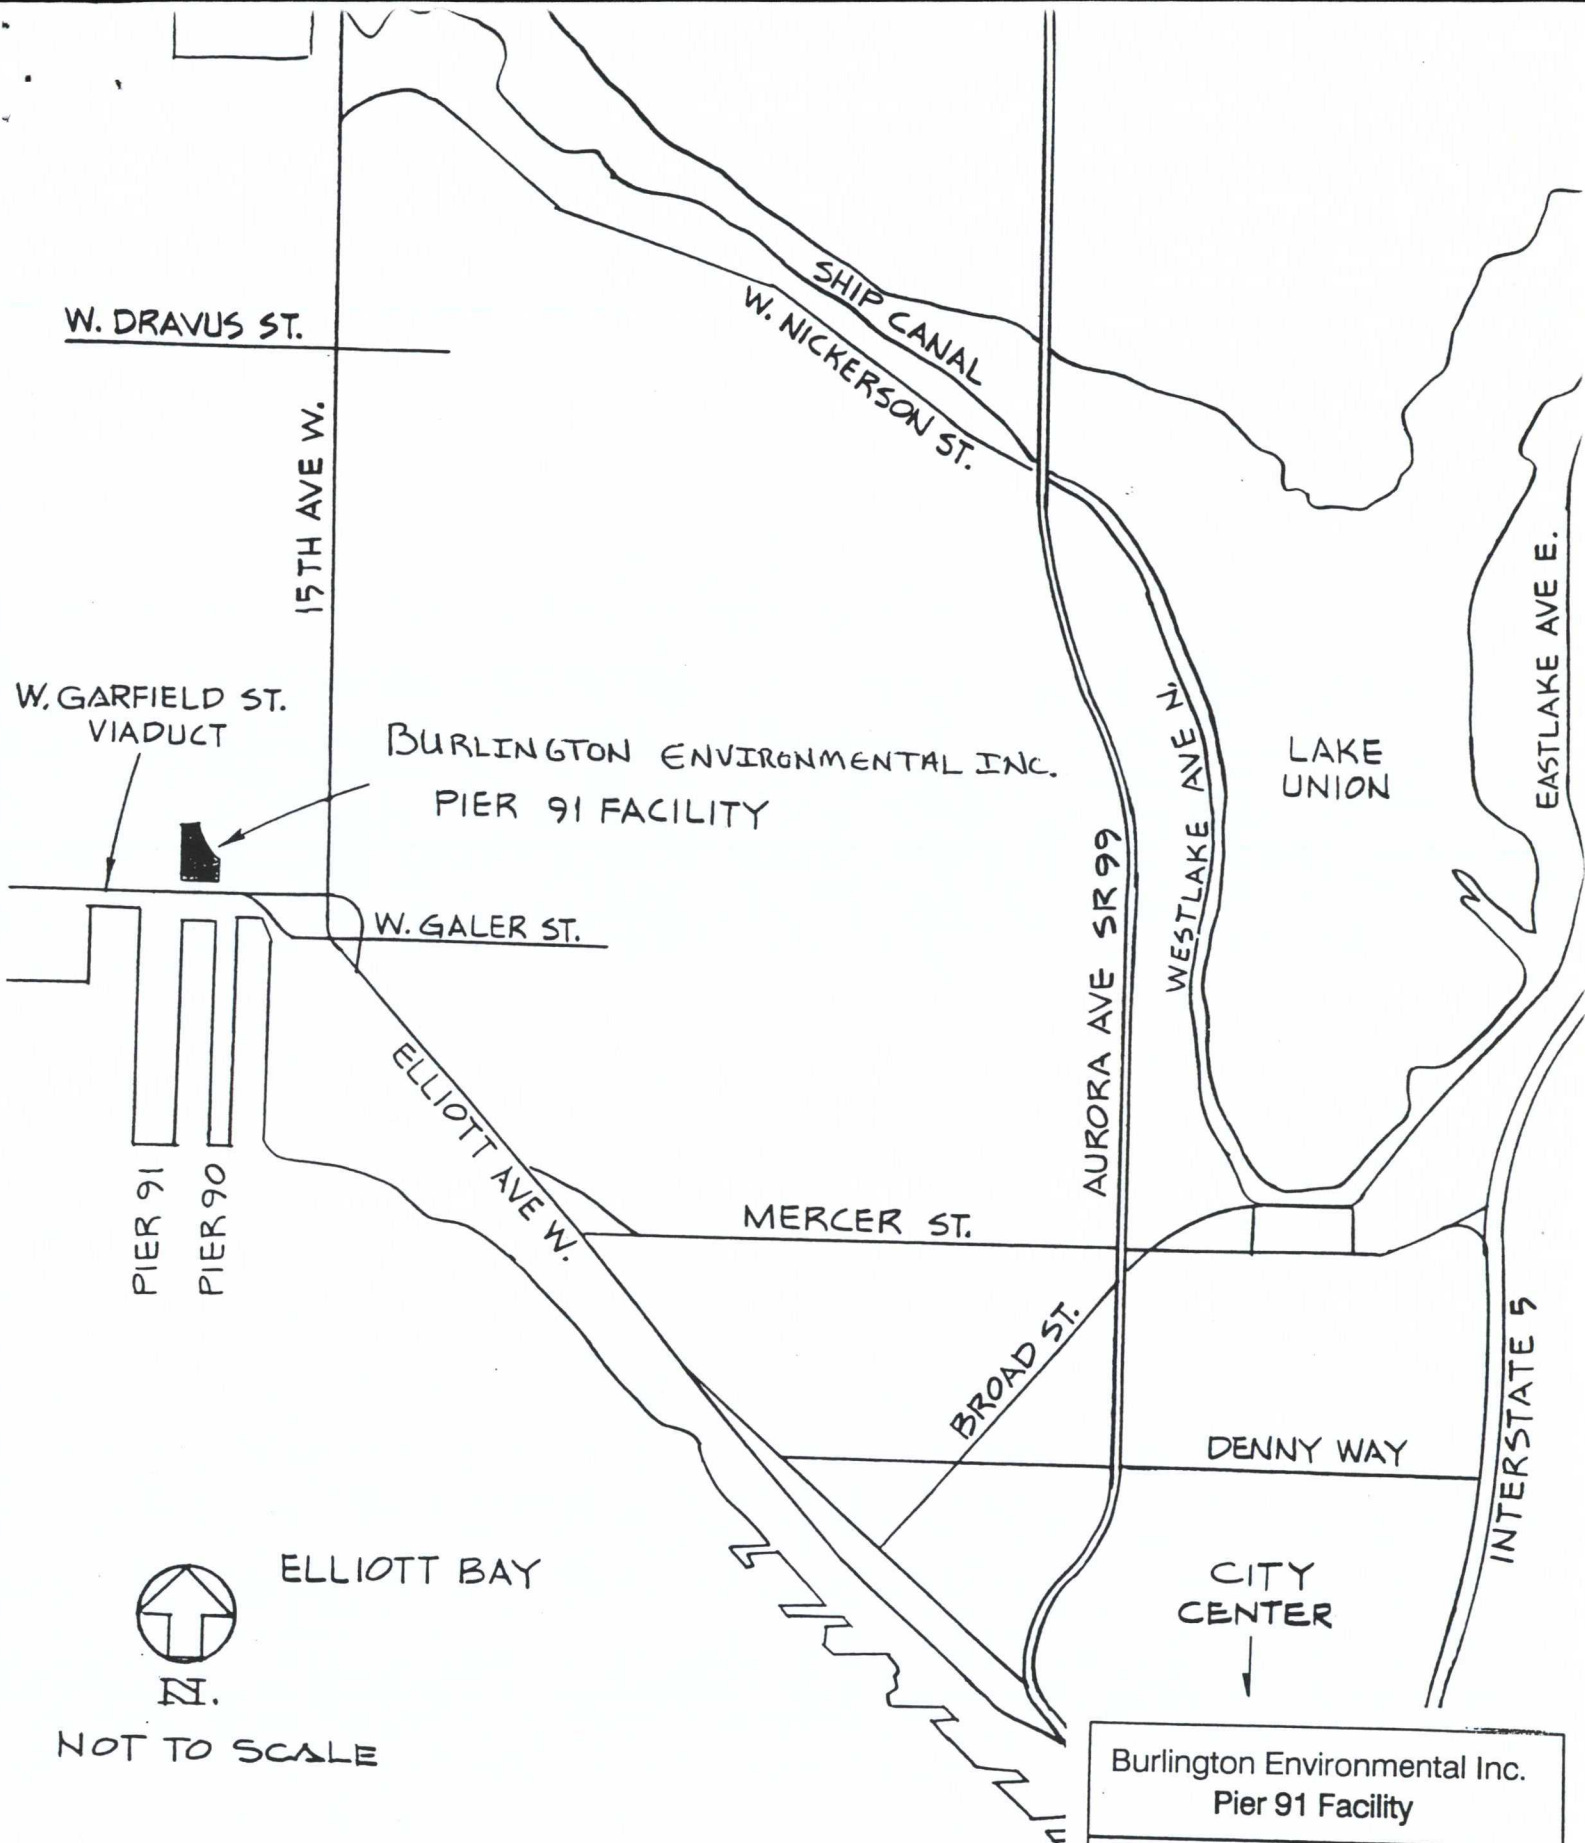 SHIP CANAL
W. NICKERSON ST.
W. DRAVUS ST.
15TH AVE W.
EASTLAKE AVE E.
W. GARFIELD ST.
VIADUCT
BURLINGTON ENVIRONMENTAL INC.
PIER 91 FACILITY
WESTLAKE AVE N.
LAKE
UNION
AURORA AVE SR 99
W. GALER ST.
ELLIOTT AVE W.
PIER 91
PIER 90
MERCER ST.
BROAD ST.
DENNY WAY
INTERSTATE 5
ELLIOTT BAY
CITY
CENTER
N.
NOT TO SCALE
Burlington Environmental Inc.
Pier 91 Facility